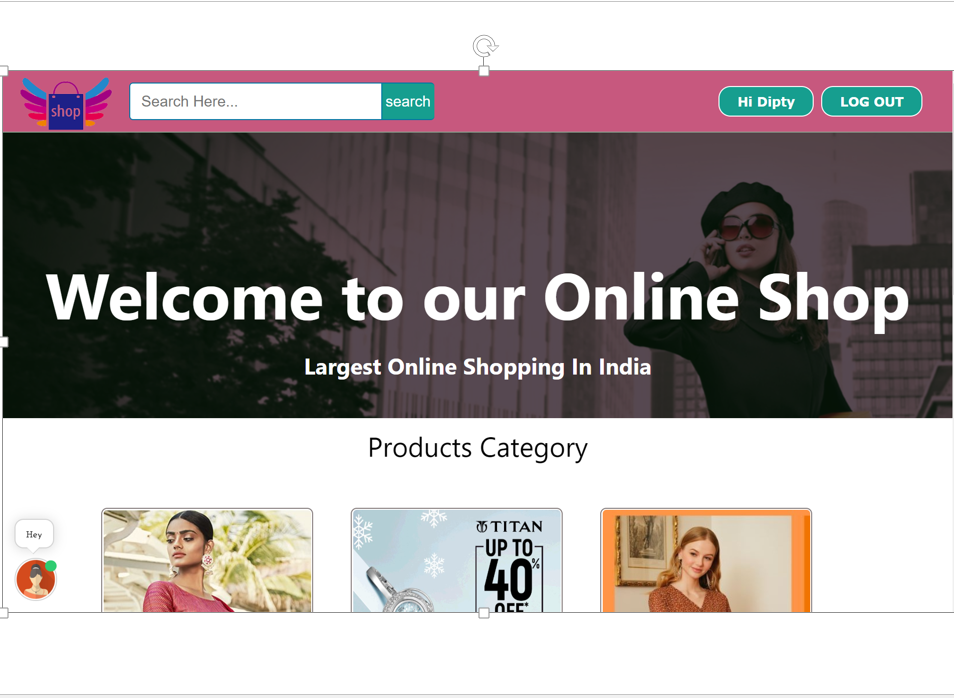 shop
Search Here...
search
Hi Dipty
LOG OUT
Welcome to our Online Shop
Largest Online Shopping In India
Products Category
TITAN
UP TO
40%
OFF*
Hey